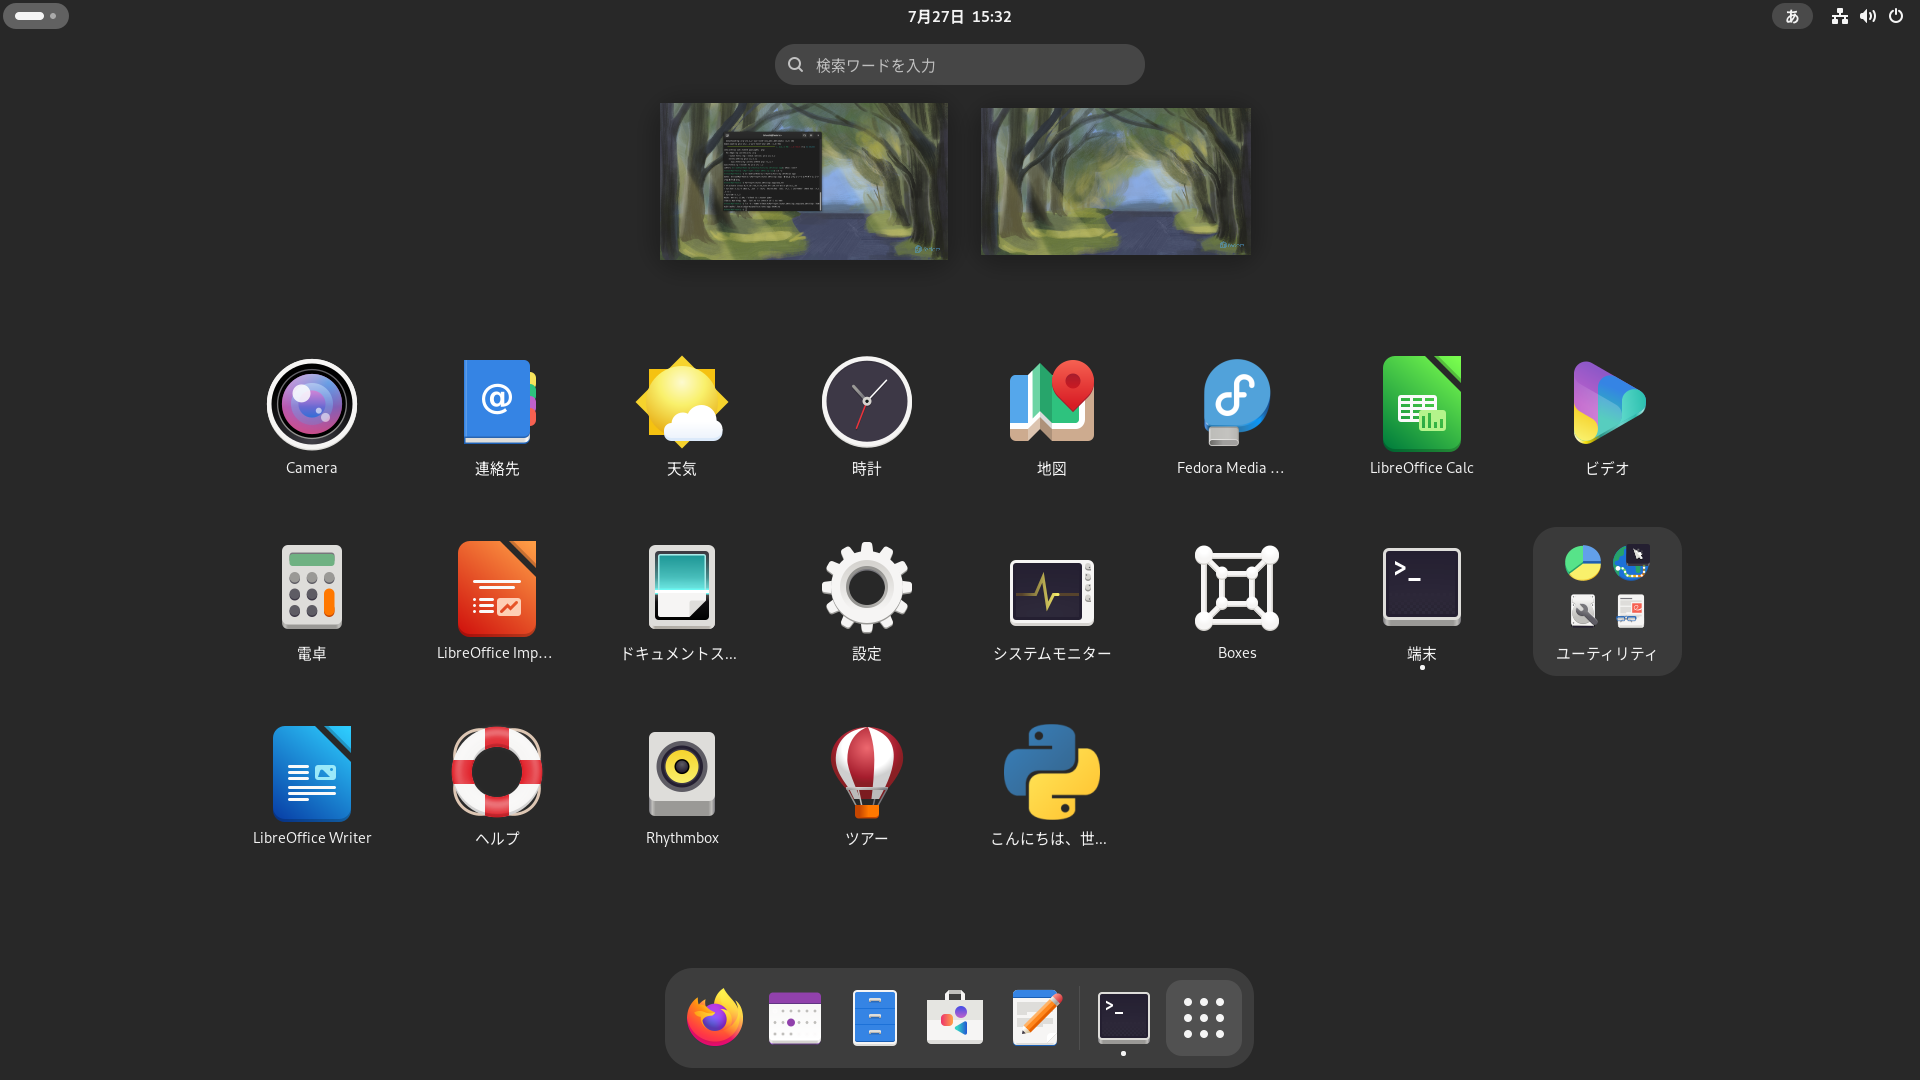 7月27日 15:32
あ
検索ワードを入力
Camera
連絡先
天気
時計
地図
Fedora Media …
LibreOffice Calc
ビデオ
電卓
LibreOffice Imp…
ドキュメントス…
設定
システムモニター
Boxes
端末
ユーティリティ
LibreOffice Writer
ヘルプ
Rhythmbox
ツアー
こんにちは、世…